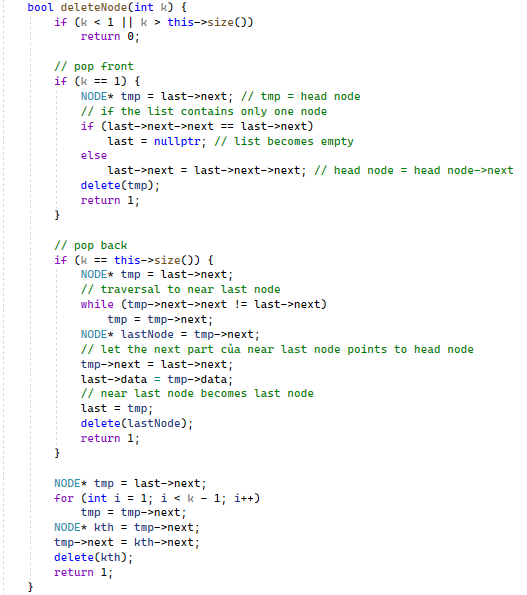 bool deleteNode(int k) {
    if (k < 1 || k > this->size())
        return 0;

    // pop front
    if (k == 1) {
        NODE* tmp = last->next; // tmp = head node
        // if the list contains only one node
        if (last->next->next == last->next)
            last = nullptr; // list becomes empty
        else
            last->next = last->next->next; // head node = head node->next
        delete(tmp);
        return 1;
    }

    // pop back
    if (k == this->size()) {
        NODE* tmp = last->next;
        // traversal to near last node
        while (tmp->next->next != last->next)
            tmp = tmp->next;
        NODE* lastNode = tmp->next;
        // let the next part của near last node points to head node
        tmp->next = last->next;
        last->data = tmp->data;
        // near last node becomes last node
        last = tmp;
        delete(lastNode);
        return 1;
    }

    NODE* tmp = last->next;
    for (int i = 1; i < k - 1; i++)
        tmp = tmp->next;
    NODE* kth = tmp->next;
    tmp->next = kth->next;
    delete(kth);
    return 1;
}